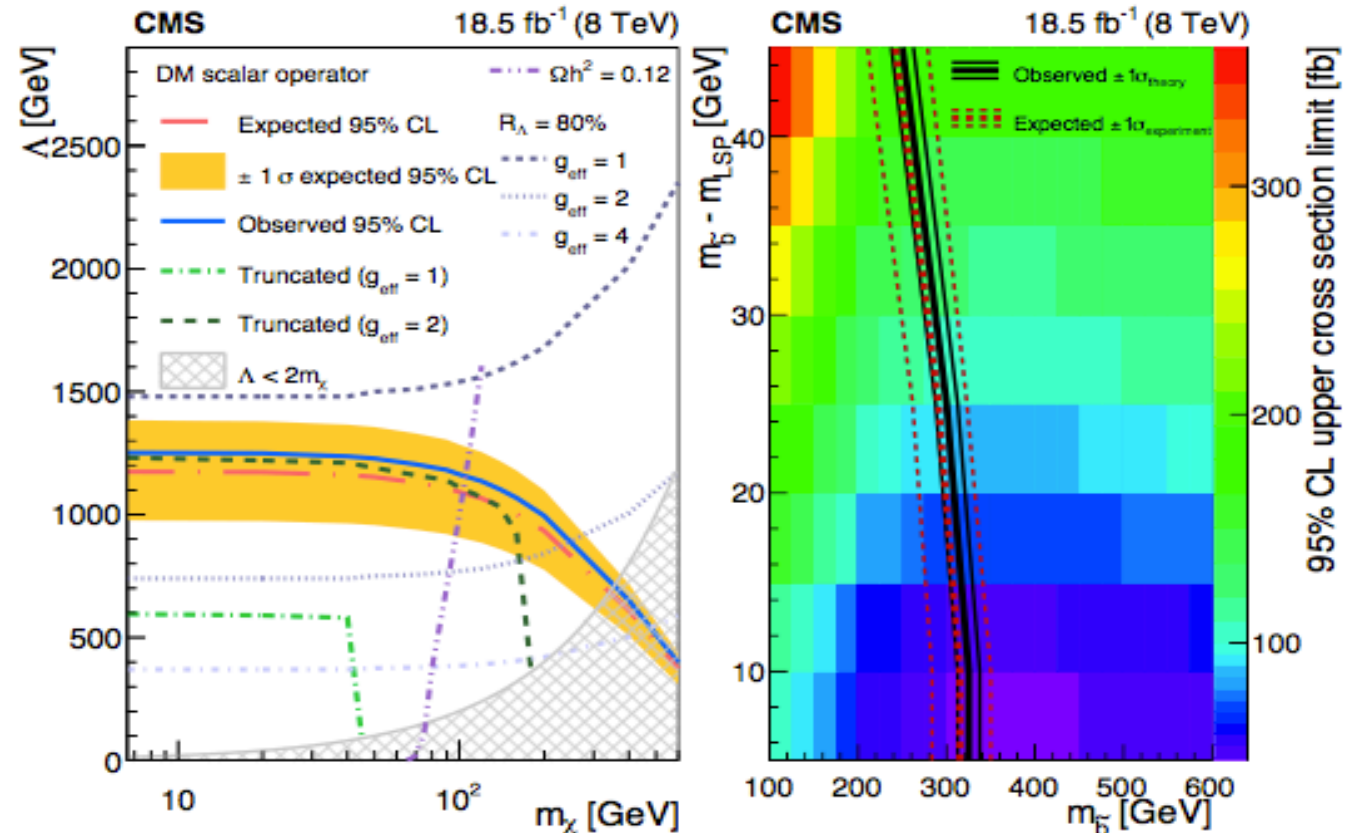 CMS 18.5 fb⁻¹ (8 TeV)
Λ [GeV]
DM scalar operator
Expected 95% CL
± 1 σ expected 95% CL
Observed 95% CL
Truncated (g_eff = 1)
Truncated (g_eff = 2)
Λ < 2m_χ
Ωh² = 0.12
R_Λ = 80%
g_eff = 1
g_eff = 2
g_eff = 4
2500
2000
1500
1000
500
0
10 10²
m_χ [GeV]
CMS 18.5 fb⁻¹ (8 TeV)
m_b̃ - m_LSP [GeV]
Observed ± 1σ_theory
Expected ± 1σ_experiment
40
30
20
10
100 200 300 400 500 600
m_b̃ [GeV]
300
200
100
95% CL upper cross section limit [fb]